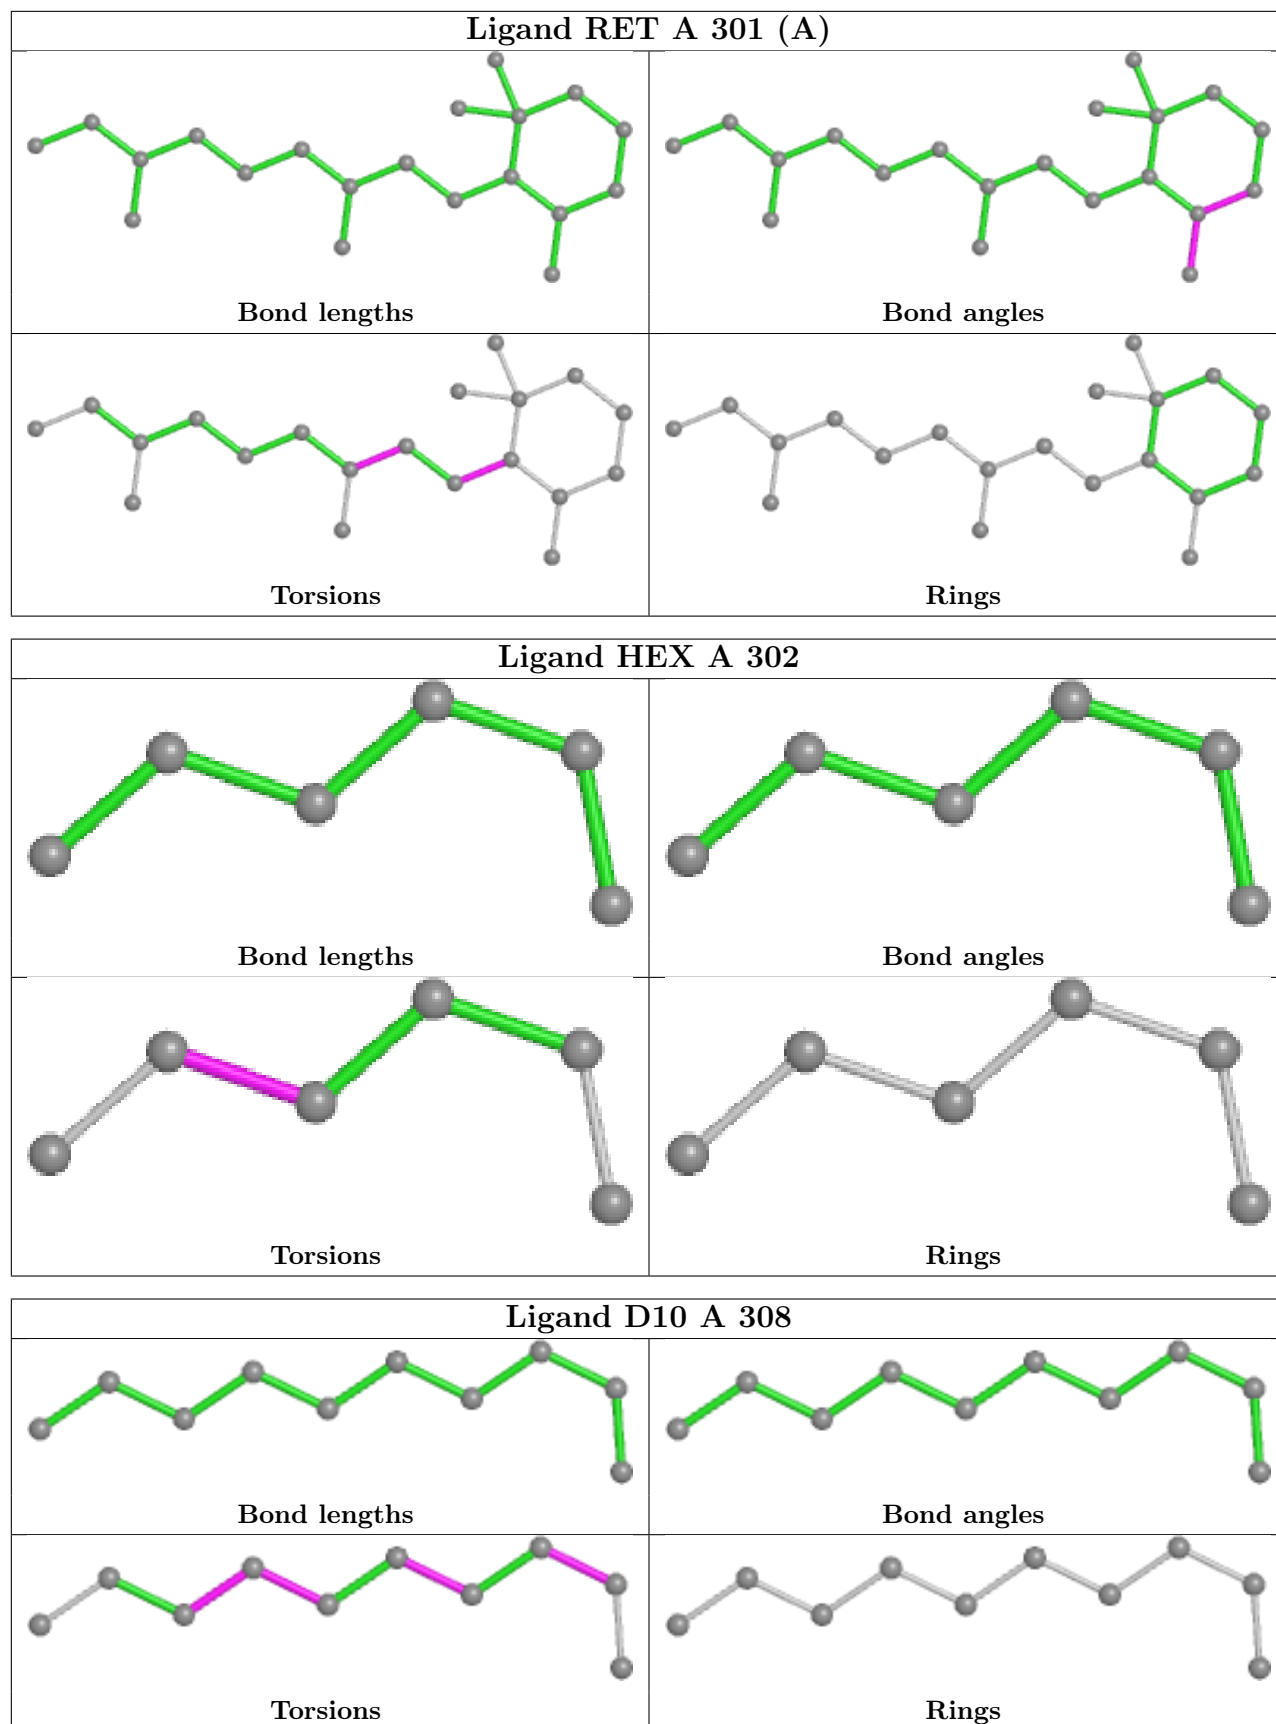 Ligand RET A 301 (A)
Bond lengths
Bond angles
Torsions
Rings
Ligand HEX A 302
Bond lengths
Bond angles
Torsions
Rings
Ligand D10 A 308
Bond lengths
Bond angles
Torsions
Rings